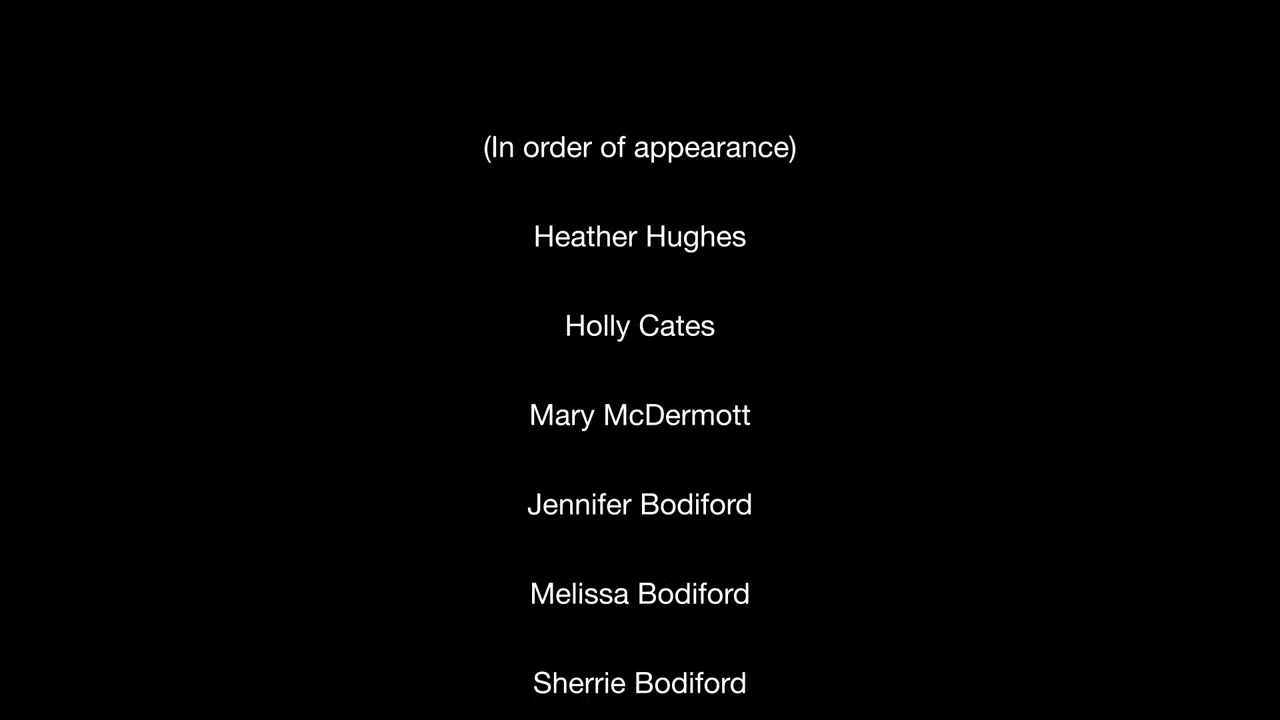 (In order of appearance)
Heather Hughes
Holly Cates
Mary McDermott
Jennifer Bodiford
Melissa Bodiford
Sherrie Bodiford